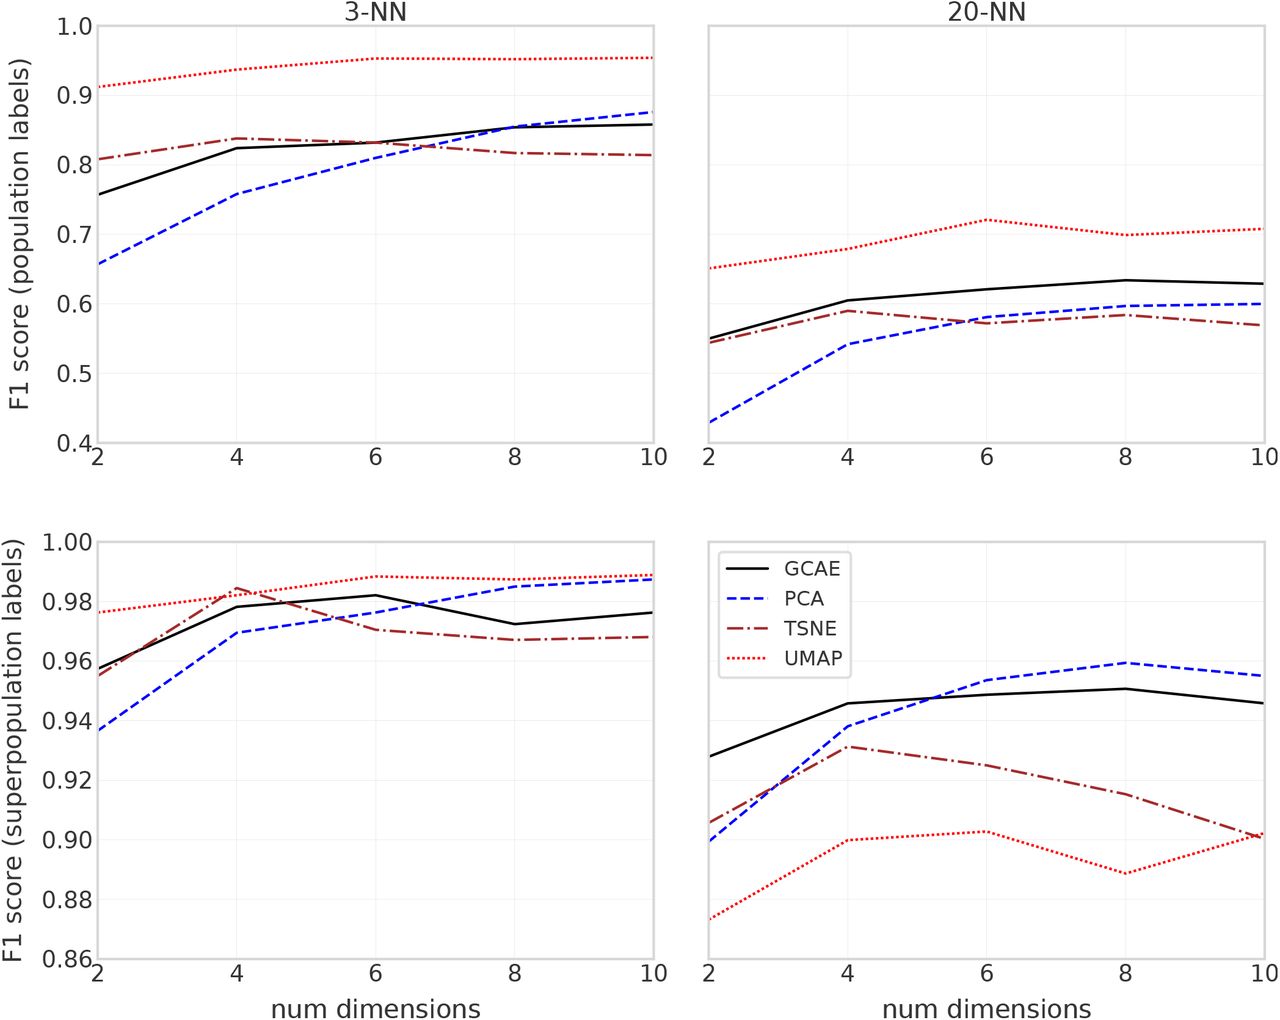 3-NN
20-NN
F1 score (population labels)
1.0
0.9
0.8
0.7
0.6
0.5
0.4
2 4 6 8 10
2 4 6 8 10
F1 score (superpopulation labels)
1.00
0.98
0.96
0.94
0.92
0.90
0.88
0.86
GCAE
PCA
TSNE
UMAP
2 4 6 8 10
2 4 6 8 10
num dimensions
num dimensions